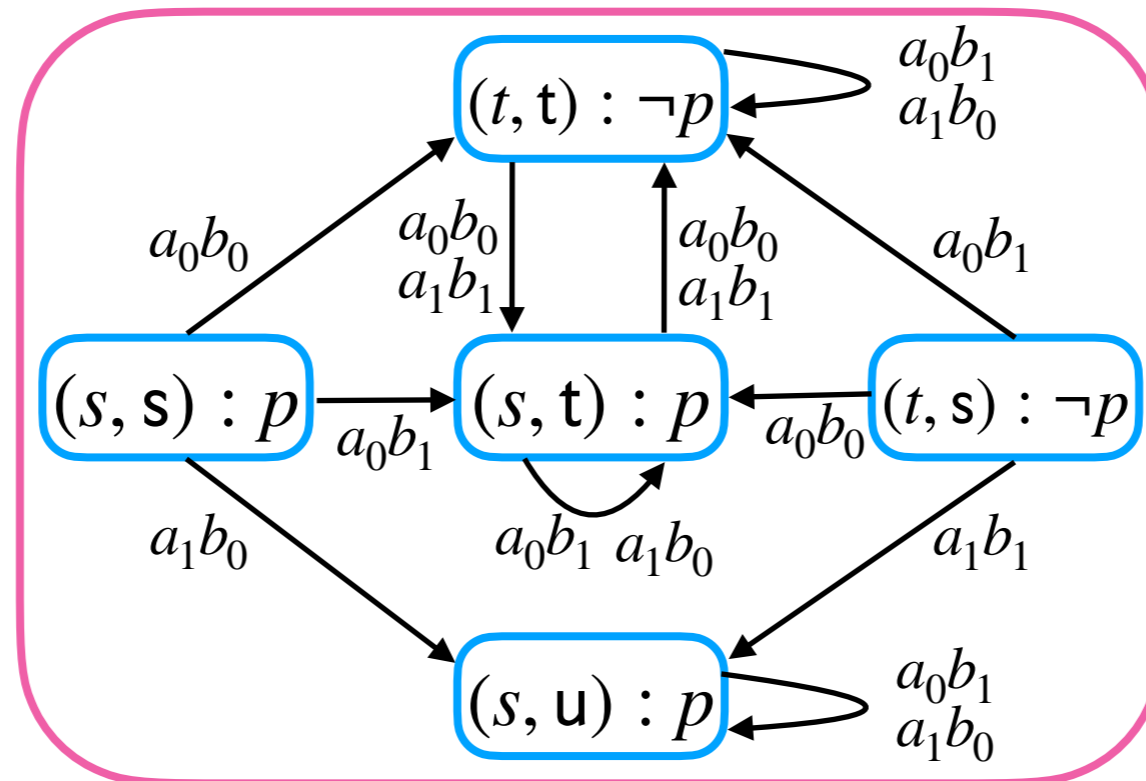 (t, t) : ¬p
a₀b₁
a₁b₀
a₀b₀
a₀b₀
a₁b₁
a₀b₀
a₁b₁
a₀b₁
(s, s) : p
a₀b₁
(s, t) : p
a₀b₀
(t, s) : ¬p
a₁b₀
a₀b₁
a₁b₀
a₁b₁
(s, u) : p
a₀b₁
a₁b₀